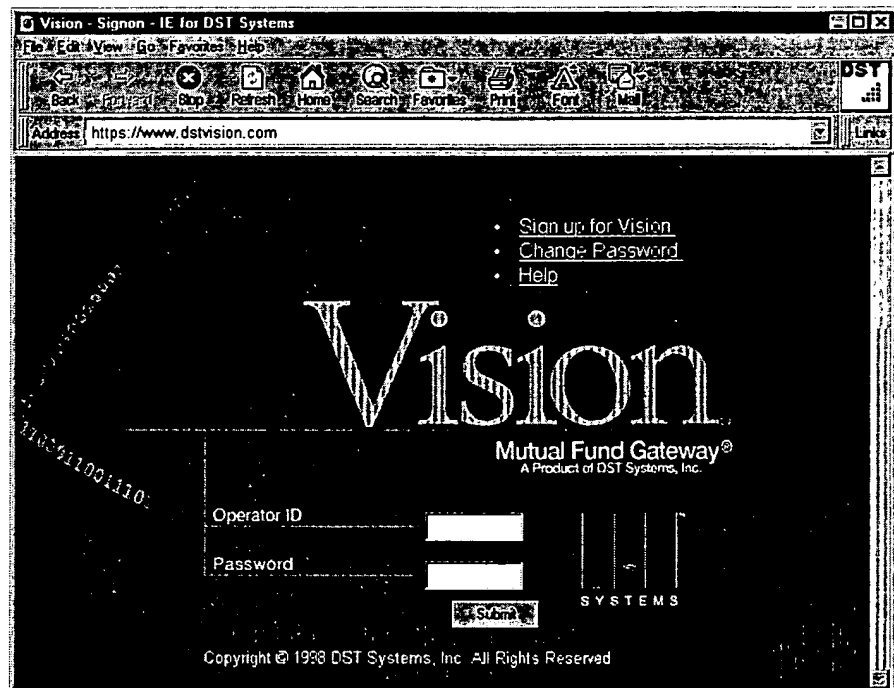 Vision - Signon - IE for DST Systems
File Edit View Go Favorites Help
Back Forward Stop Refresh Home Search Favorites Print Font Mail
DST
Address https://www.dstvision.com Links
• Sign up for Vision
• Change Password
• Help
Vision
Mutual Fund Gateway®
A Product of DST Systems, Inc.
Operator ID
Password
SYSTEMS
Submit
Copyright © 1998 DST Systems, Inc. All Rights Reserved